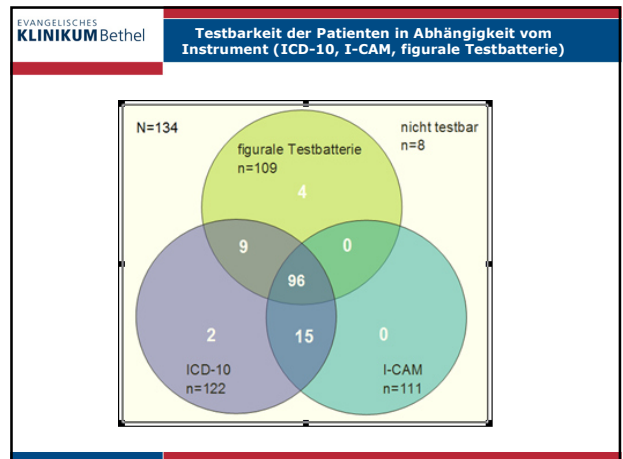 EVANGELISCHES
KLINIKUM Bethel
Testbarkeit der Patienten in Abhängigkeit vom
Instrument (ICD-10, I-CAM, figurale Testbatterie)
N=134
nicht testbar
n=8
figurale Testbatterie
n=109
4
9
0
96
2
15
0
ICD-10
n=122
I-CAM
n=111